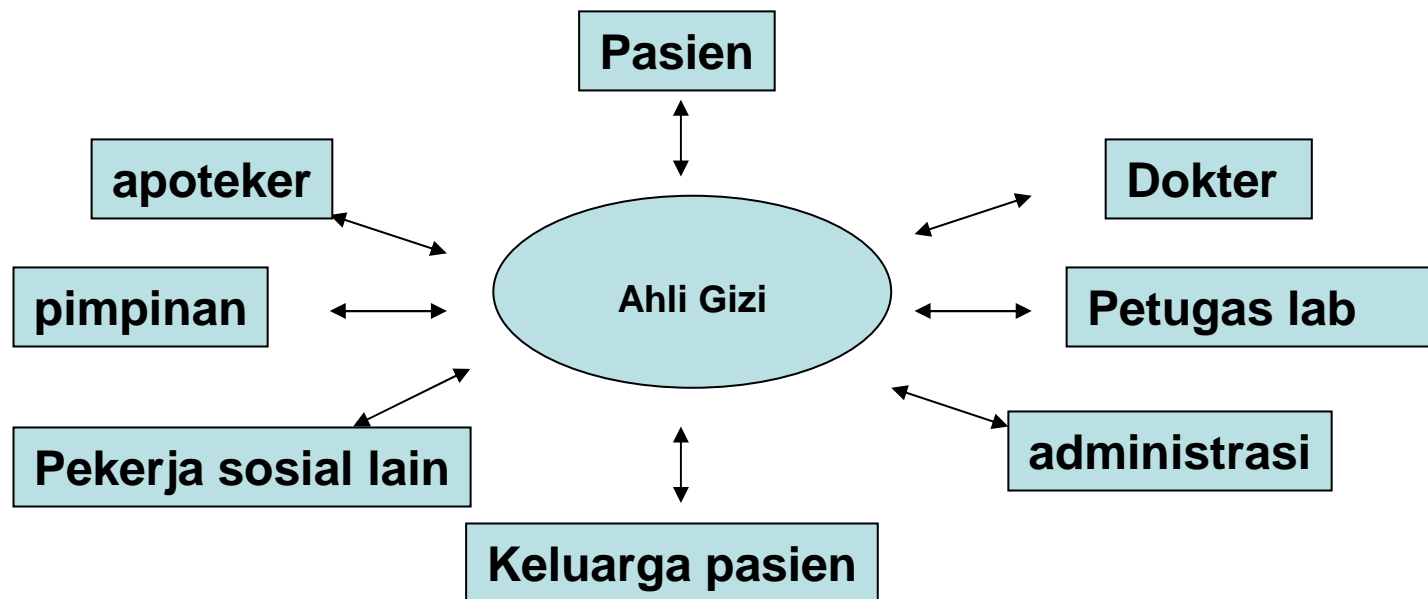 Pasien
apoteker
Dokter
pimpinan
Ahli Gizi
Petugas lab
Pekerja sosial lain
administrasi
Keluarga pasien